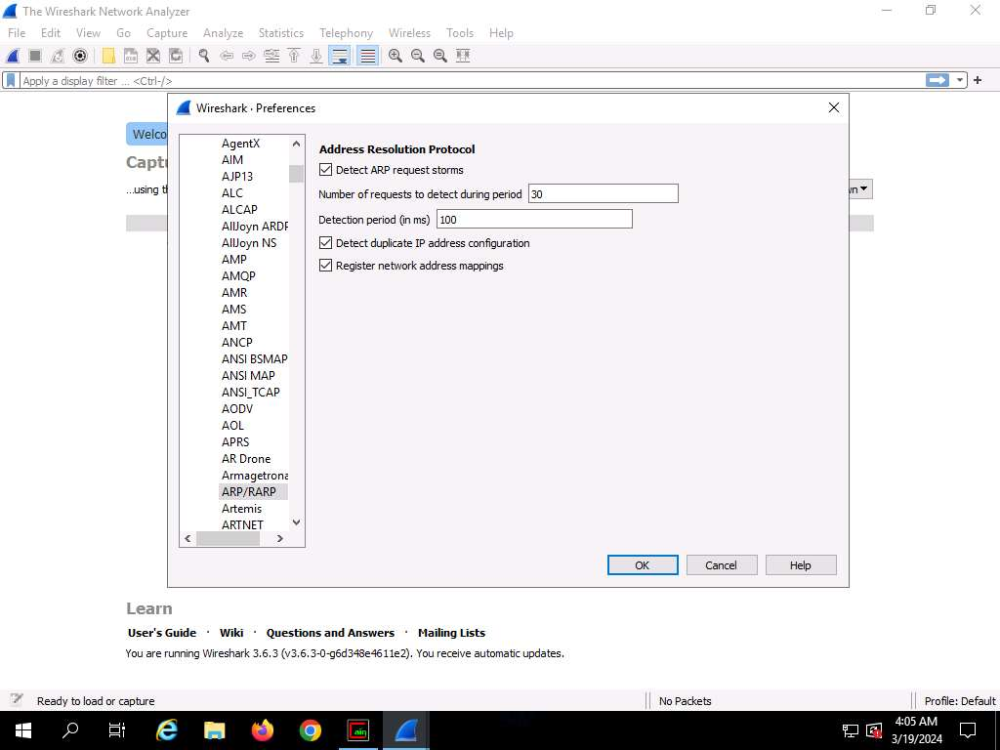 The Wireshark Network Analyzer
File Edit View Go Capture Analyze Statistics Telephony Wireless Tools Help
Apply a display filter ... <Ctrl-/>
Wireshark · Preferences
Welco
Captu
...using th
AgentX
AIM
AJP13
ALC
ALCAP
AllJoyn ARDP
AllJoyn NS
AMP
AMQP
AMR
AMS
AMT
ANCP
ANSI BSMAP
ANSI MAP
ANSI_TCAP
AODV
AOL
APRS
AR Drone
Armagetrona
ARP/RARP
Artemis
ARTNET
Address Resolution Protocol
Detect ARP request storms
Number of requests to detect during period 30
Detection period (in ms) 100
Detect duplicate IP address configuration
Register network address mappings
OK Cancel Help
Learn
User's Guide · Wiki · Questions and Answers · Mailing Lists
You are running Wireshark 3.6.3 (v3.6.3-0-g6d348e4611e2). You receive automatic updates.
Ready to load or capture No Packets Profile: Default
4:05 AM
3/19/2024